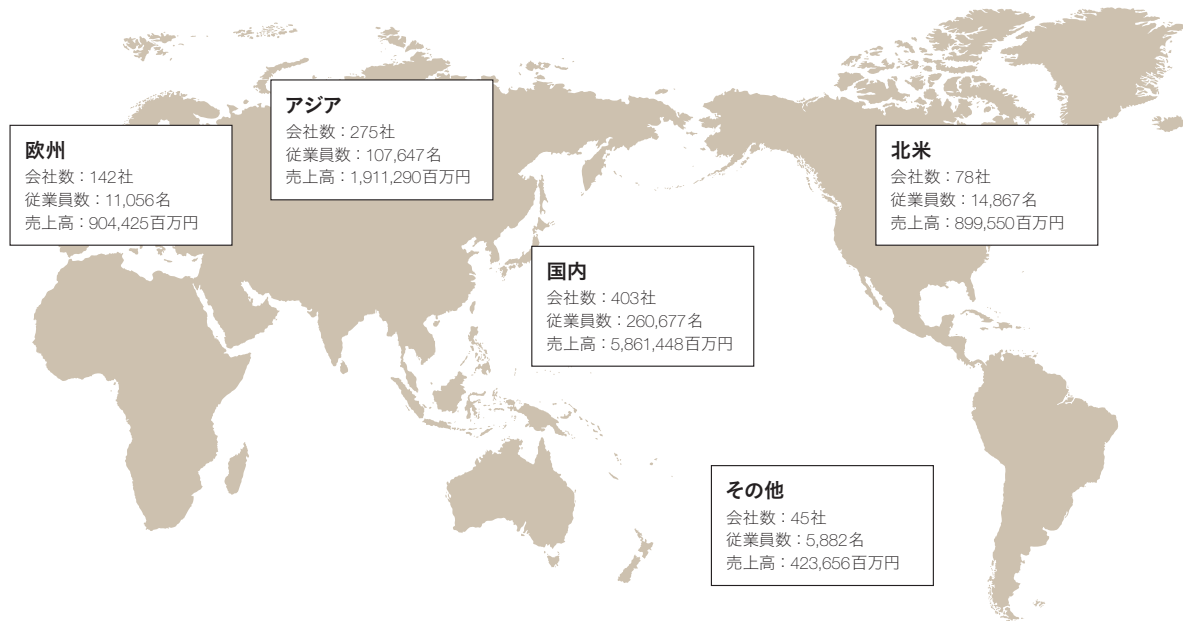 アジア
会社数：275社
従業員数：107,647名
売上高：1,911,290百万円
欧州
会社数：142社
従業員数：11,056名
売上高：904,425百万円
北米
会社数：78社
従業員数：14,867名
売上高：899,550百万円
国内
会社数：403社
従業員数：260,677名
売上高：5,861,448百万円
その他
会社数：45社
従業員数：5,882名
売上高：423,656百万円